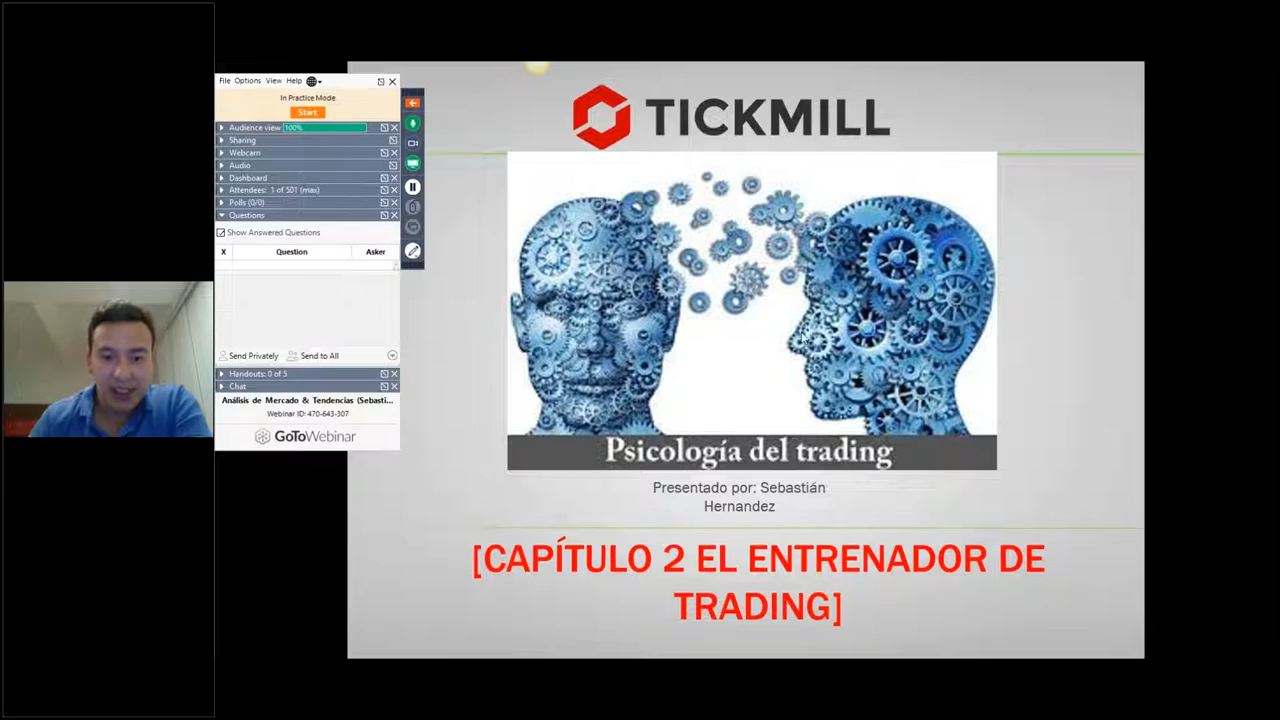 File Options View Help
In Practice Mode
Start
Audience view 100%
Sharing
Webcam
Audio
Dashboard
Attendees: 1 of 501 (max)
Polls (0/0)
Questions
Show Answered Questions
X Question Asker
Send Privately Send to All
Handouts: 0 of 5
Chat
Análisis de Mercado & Tendencias (Sebasti...
Webinar ID: 470-643-307
GoToWebinar
TICKMILL
Psicología del trading
Presentado por: Sebastián
Hernandez
[CAPÍTULO 2 EL ENTRENADOR DE
TRADING]